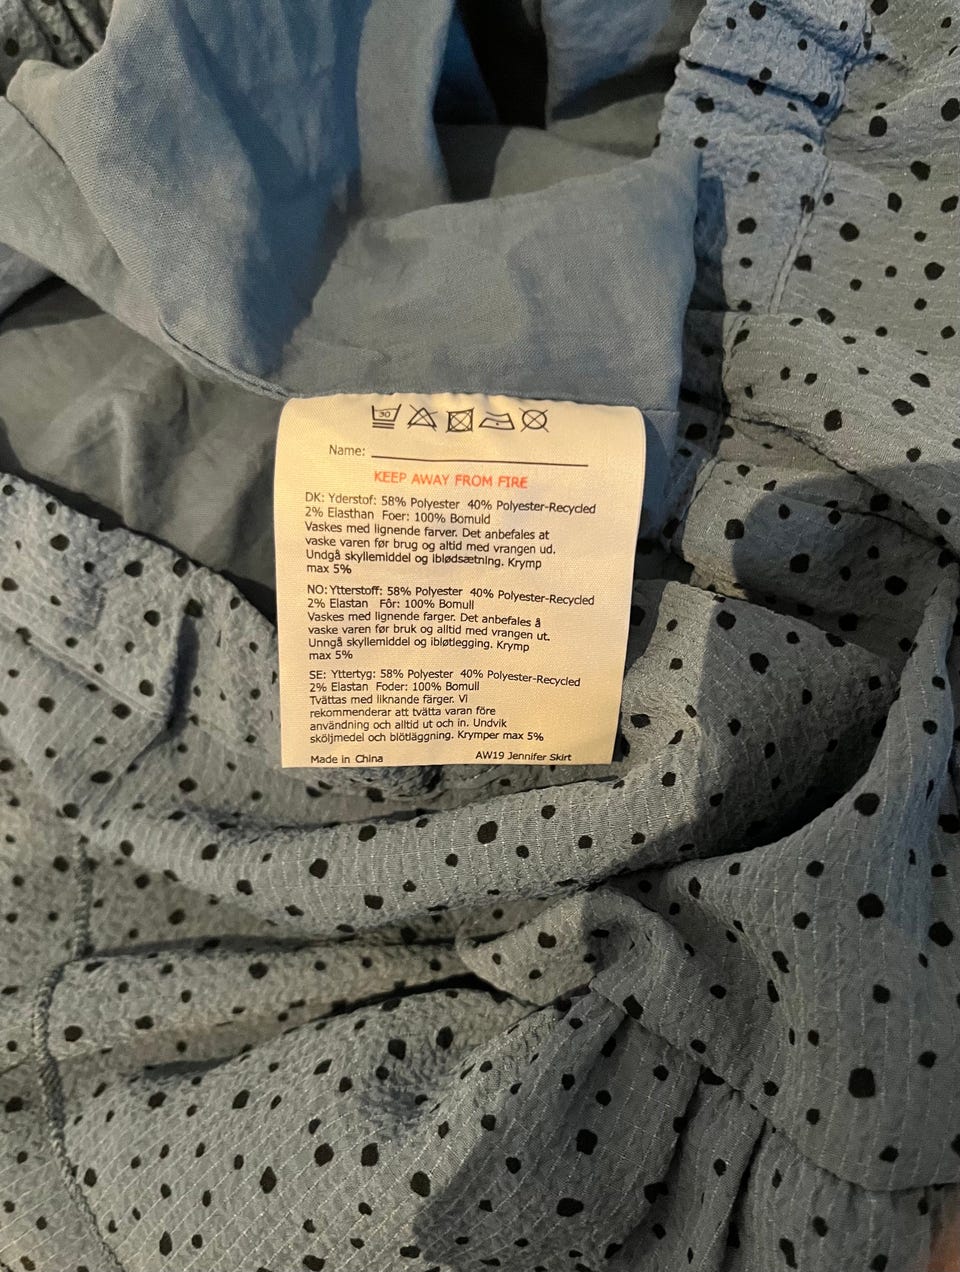 30
Name:
KEEP AWAY FROM FIRE
DK: Yderstof: 58% Polyester 40% Polyester-Recycled
2% Elasthan Foer: 100% Bomuld
Vaskes med lignende farver. Det anbefales at
vaske varen før brug og altid med vrangen ud.
Undgå skyllemiddel og iblødsætning. Krymp
max 5%
NO: Ytterstoff: 58% Polyester 40% Polyester-Recycled
2% Elastan Fôr: 100% Bomull
Vaskes med lignende farger. Det anbefales å
vaske varen før bruk og alltid med vrengen ut.
Unngå skyllemiddel og ibløtlegging. Krymp
max 5%
SE: Yttertyg: 58% Polyester 40% Polyester-Recycled
2% Elastan Foder: 100% Bomull
Tvättas med liknande färger. Vi
rekommenderar att tvätta varan före
användning och alltid ut och in. Undvik
sköljmedel och blötläggning. Krymper max 5%
Made in China AW19 Jennifer Skirt